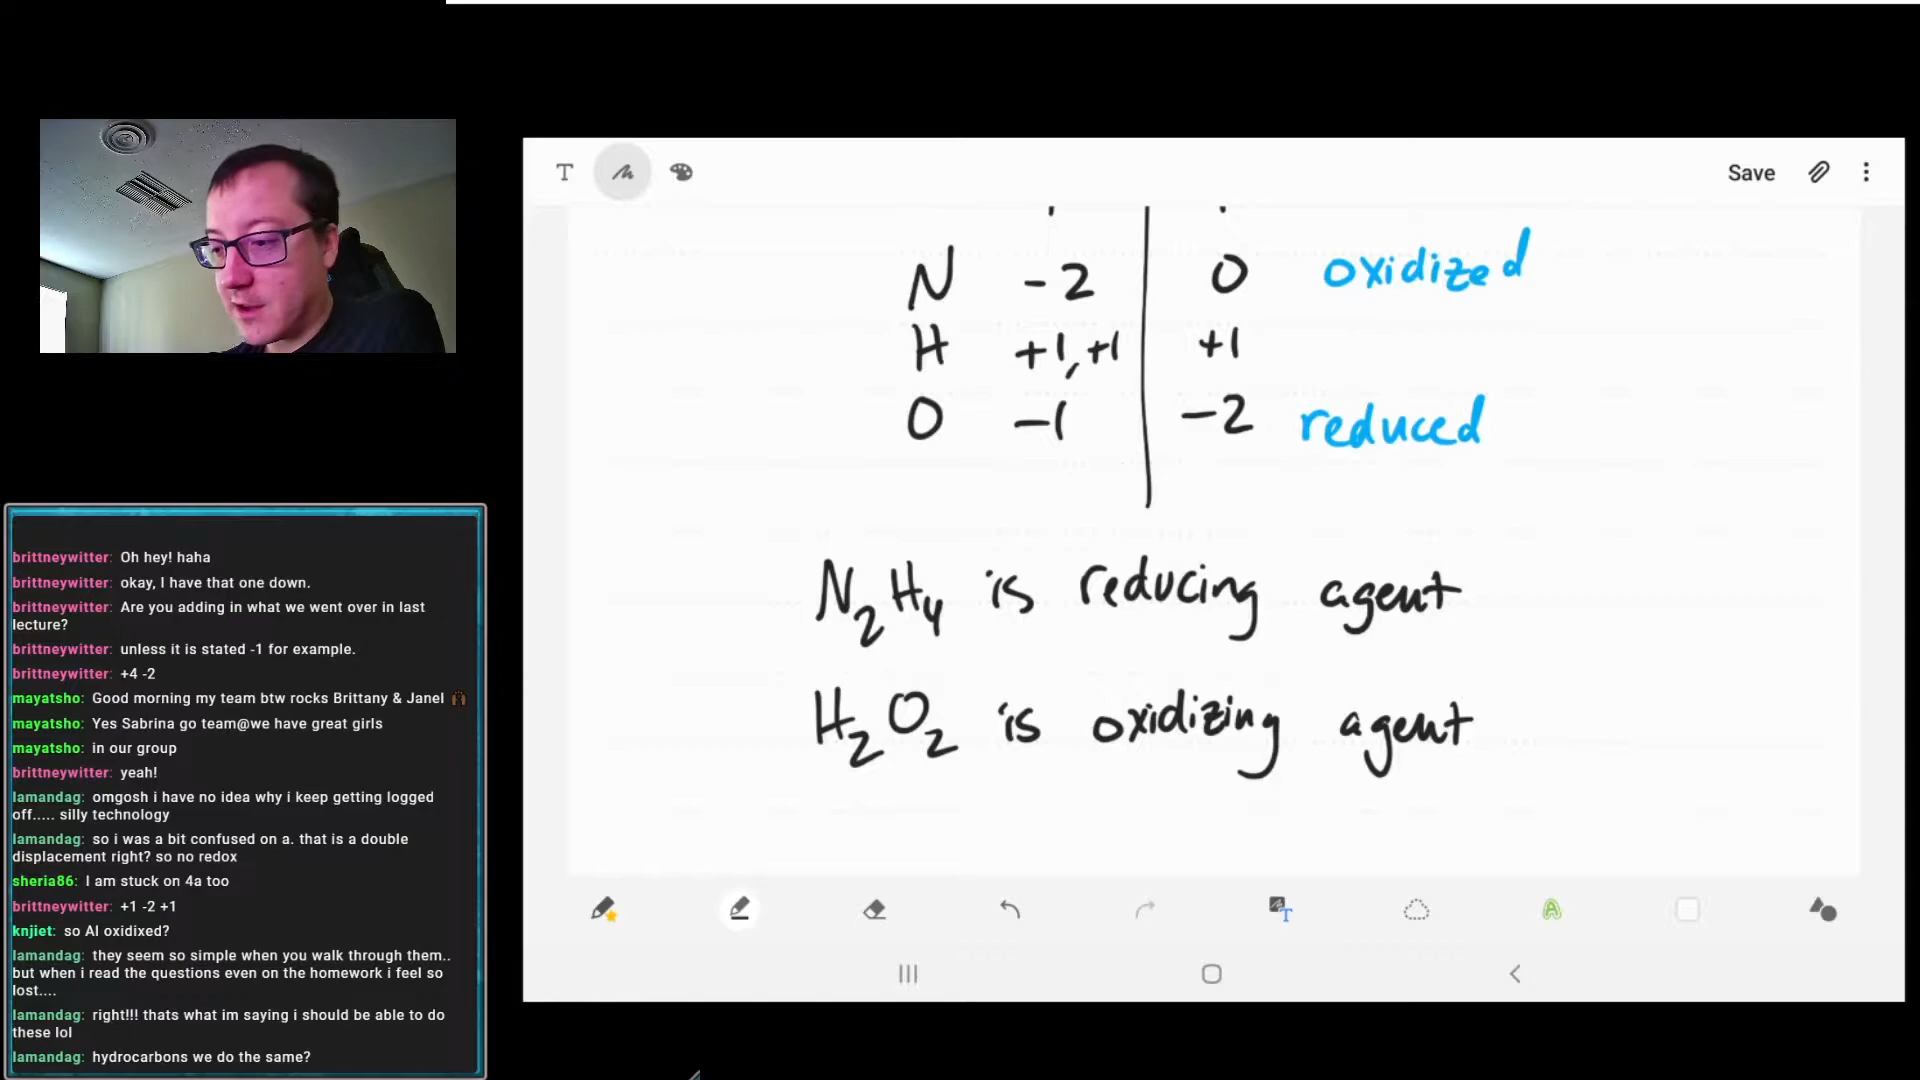 T
Save
N -2 0 oxidized
H +1,+1 +1
O -1 -2 reduced
N2H4 is reducing agent
H2O2 is oxidizing agent
brittneywitter: Oh hey! haha
brittneywitter: okay, I have that one down.
brittneywitter: Are you adding in what we went over in last
lecture?
brittneywitter: unless it is stated -1 for example.
brittneywitter: +4 -2
mayatsho: Good morning my team btw rocks Brittany & Janel
mayatsho: Yes Sabrina go team@we have great girls
mayatsho: in our group
brittneywitter: yeah!
lamandag: omgosh i have no idea why i keep getting logged
off..... silly technology
lamandag: so i was a bit confused on a. that is a double
displacement right? so no redox
sheria86: I am stuck on 4a too
brittneywitter: +1 -2 +1
knjiet: so Al oxidixed?
lamandag: they seem so simple when you walk through them..
but when i read the questions even on the homework i feel so
lost....
lamandag: right!!! thats what im saying i should be able to do
these lol
lamandag: hydrocarbons we do the same?
T
A